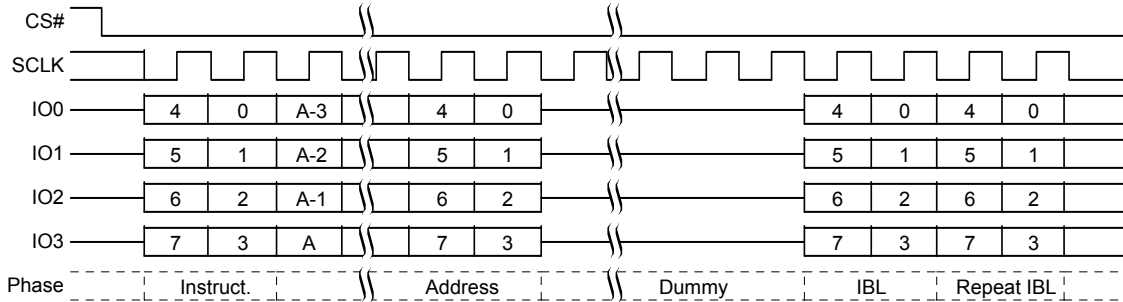 CS#
SCLK
IO0 4 0 A-3 4 0 4 0 4 0
IO1 5 1 A-2 5 1 5 1 5 1
IO2 6 2 A-1 6 2 6 2 6 2
IO3 7 3 A 7 3 7 3 7 3
Phase Instruct. Address Dummy IBL Repeat IBL